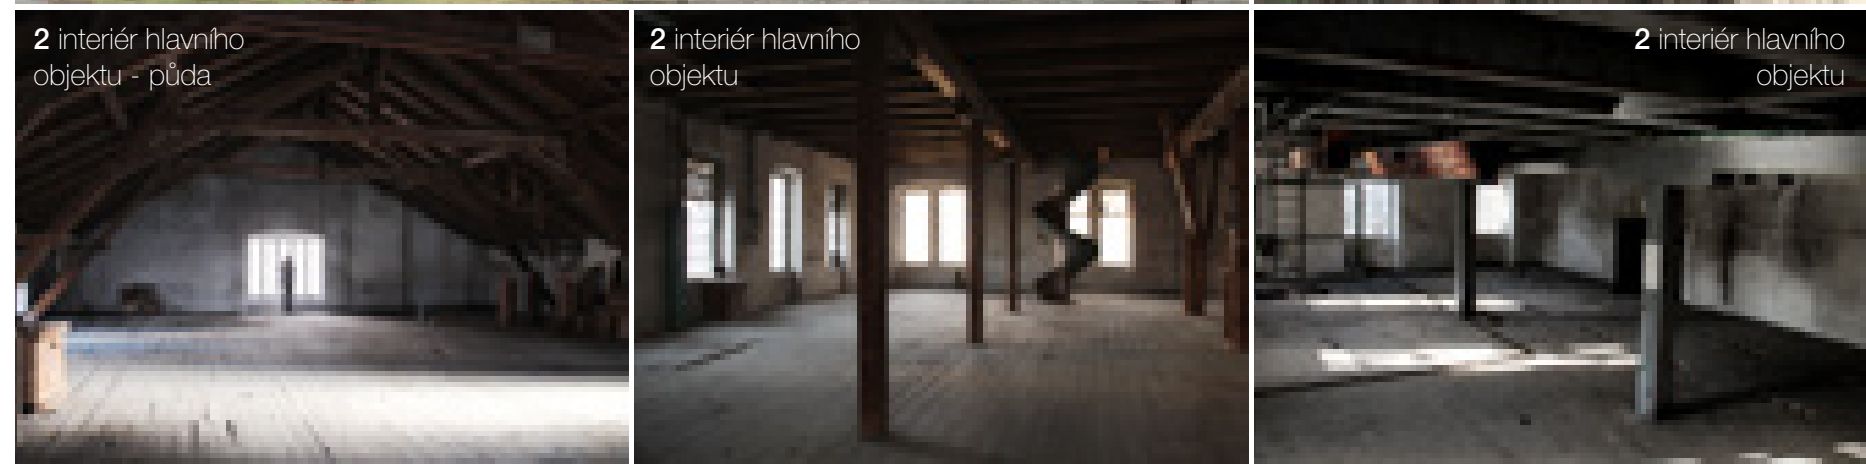 2 interiér hlavního
objektu - půda
2 interiér hlavního
objektu
2 interiér hlavního
objektu